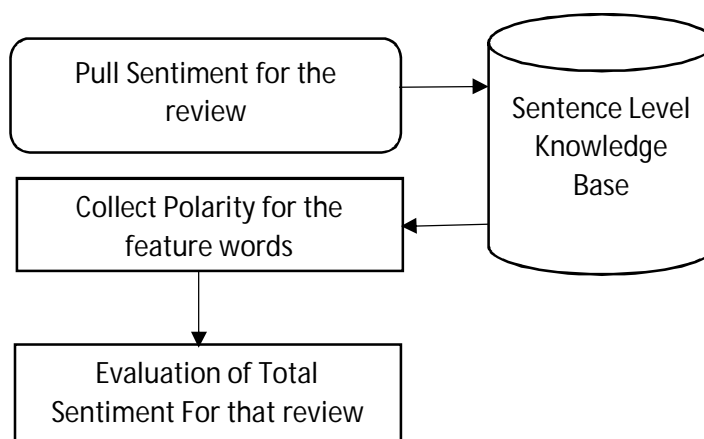 Pull Sentiment for the
review
Sentence Level
Knowledge
Base
Collect Polarity for the
feature words
Evaluation of Total
Sentiment For that review